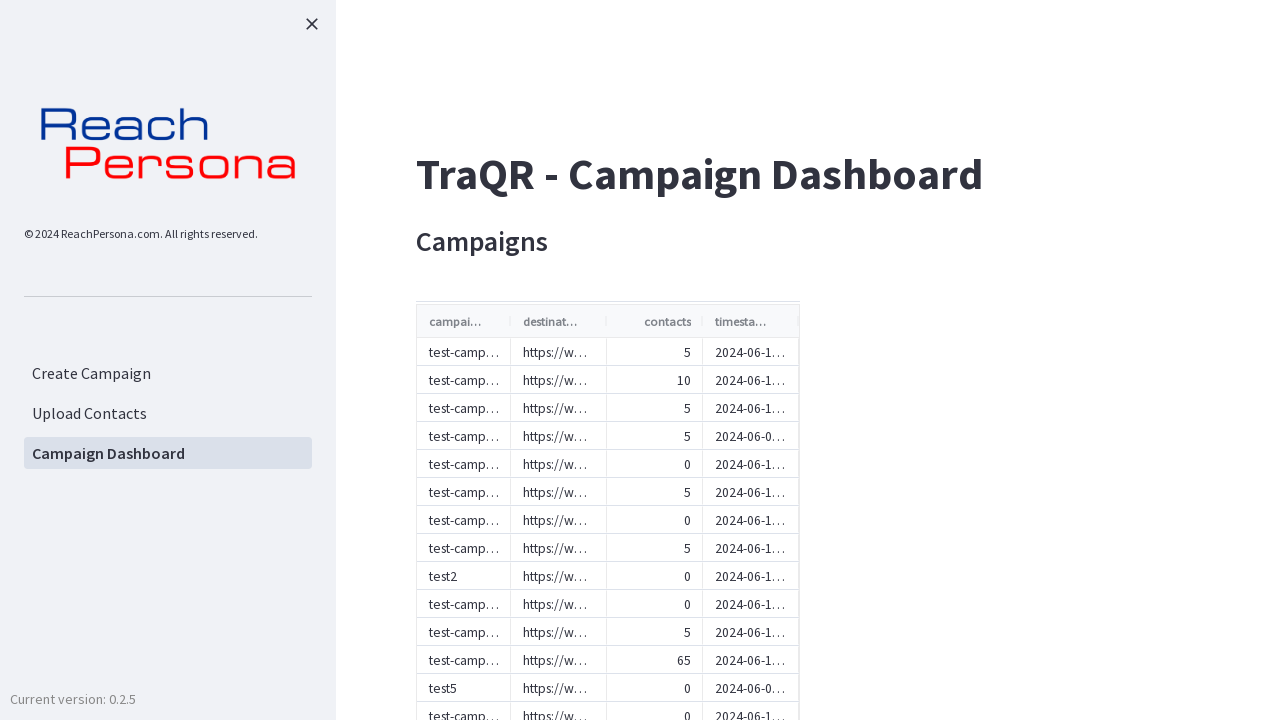 Reach
Persona
© 2024 ReachPersona.com. All rights reserved.
Create Campaign
Upload Contacts
Campaign Dashboard
Current version: 0.2.5
TraQR - Campaign Dashboard
Campaigns
campai… destinat… contacts timesta…
test-camp… https://w… 5 2024-06-1…
test-camp… https://w… 10 2024-06-1…
test-camp… https://w… 5 2024-06-1…
test-camp… https://w… 5 2024-06-0…
test-camp… https://w… 0 2024-06-1…
test-camp… https://w… 5 2024-06-1…
test-camp… https://w… 0 2024-06-1…
test-camp… https://w… 5 2024-06-1…
test2 https://w… 0 2024-06-1…
test-camp… https://w… 0 2024-06-1…
test-camp… https://w… 5 2024-06-1…
test-camp… https://w… 65 2024-06-1…
test5 https://w… 0 2024-06-0…
test-camp… https://w… 0 2024-06-1…